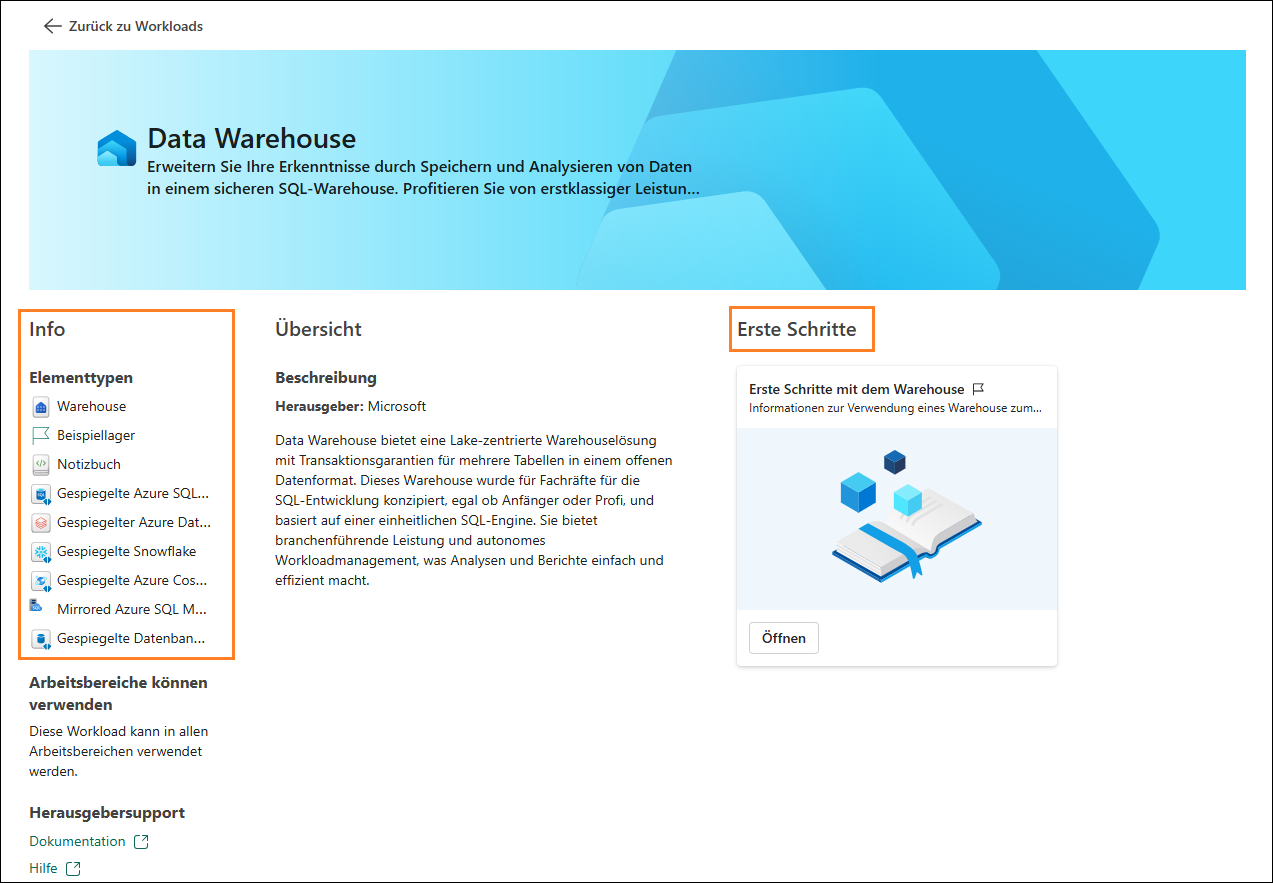 Zurück zu Workloads
Data Warehouse
Erweitern Sie Ihre Erkenntnisse durch Speichern und Analysieren von Daten
in einem sicheren SQL-Warehouse. Profitieren Sie von erstklassiger Leistun...
Info
Elementtypen
Warehouse
Beispiellager
Notizbuch
Gespiegelte Azure SQL...
Gespiegelter Azure Dat...
Gespiegelte Snowflake
Gespiegelte Azure Cos...
Mirrored Azure SQL M...
Gespiegelte Datenban...
Arbeitsbereiche können
verwenden
Diese Workload kann in allen
Arbeitsbereichen verwendet
werden.
Herausgebersupport
Dokumentation
Hilfe
Übersicht
Beschreibung
Herausgeber: Microsoft
Data Warehouse bietet eine Lake-zentrierte Warehouselösung
mit Transaktionsgarantien für mehrere Tabellen in einem offenen
Datenformat. Dieses Warehouse wurde für Fachräfte für die
SQL-Entwicklung konzipiert, egal ob Anfänger oder Profi, und
basiert auf einer einheitlichen SQL-Engine. Sie bietet
branchenführende Leistung und autonomes
Workloadmanagement, was Analysen und Berichte einfach und
effizient macht.
Erste Schritte
Erste Schritte mit dem Warehouse
Informationen zur Verwendung eines Warehouse zum...
Öffnen